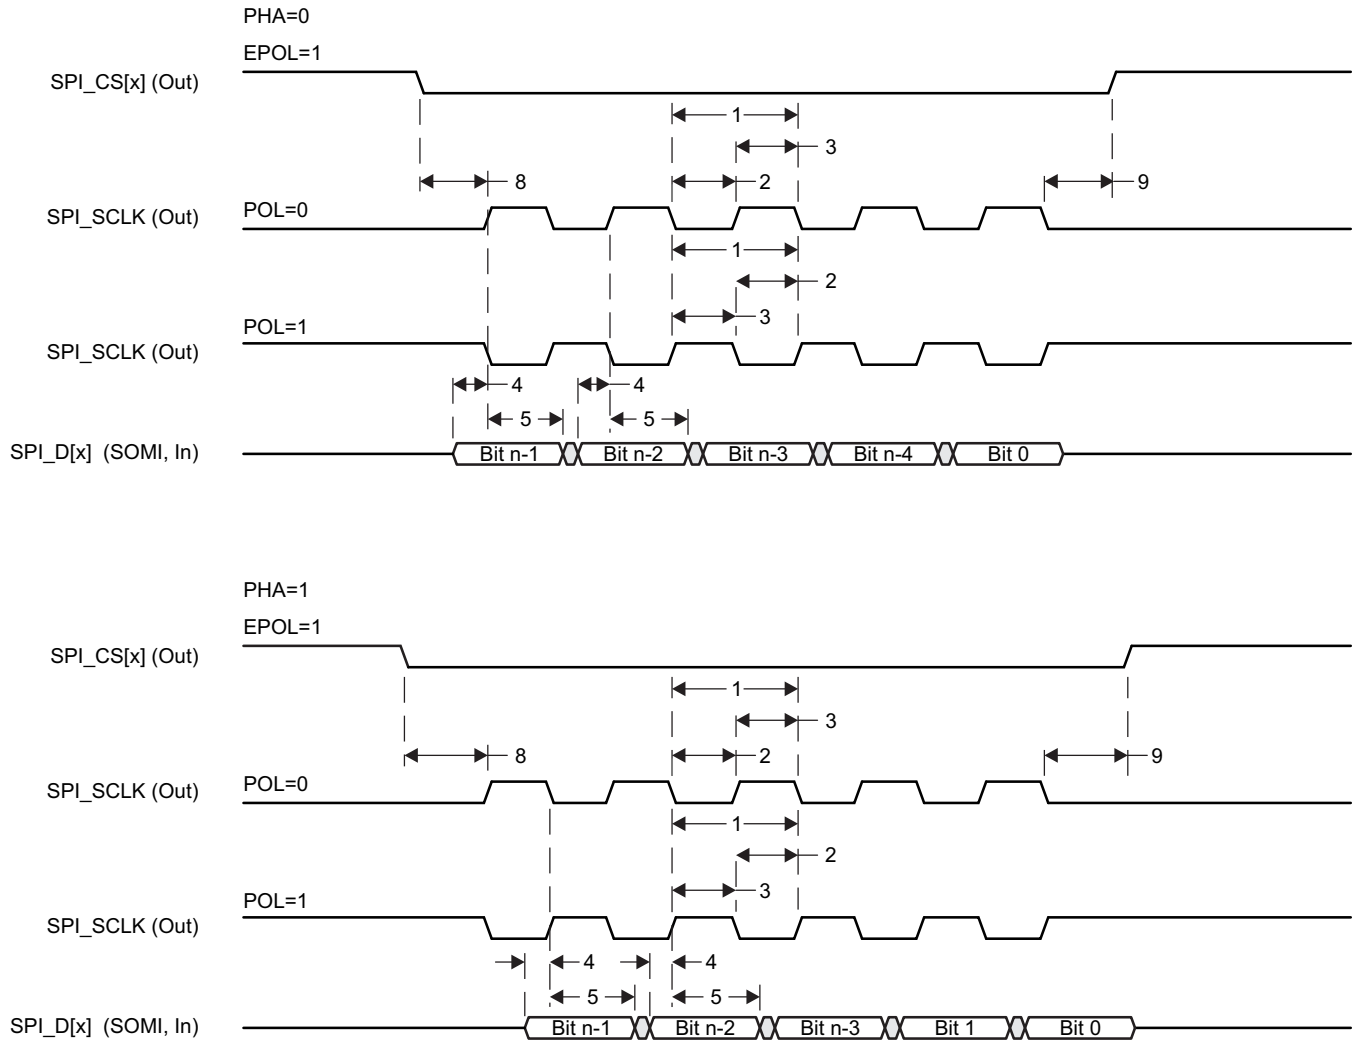 PHA=0
EPOL=1
SPI_CS[x] (Out)
1
3
8
2
9
SPI_SCLK (Out)
POL=0
1
2
3
POL=1
SPI_SCLK (Out)
4
4
5
5
SPI_D[x] (SOMI, In)
Bit n-1
Bit n-2
Bit n-3
Bit n-4
Bit 0
PHA=1
EPOL=1
SPI_CS[x] (Out)
1
3
8
2
9
SPI_SCLK (Out)
POL=0
1
2
3
POL=1
SPI_SCLK (Out)
4
4
5
5
SPI_D[x] (SOMI, In)
Bit n-1
Bit n-2
Bit n-3
Bit 1
Bit 0